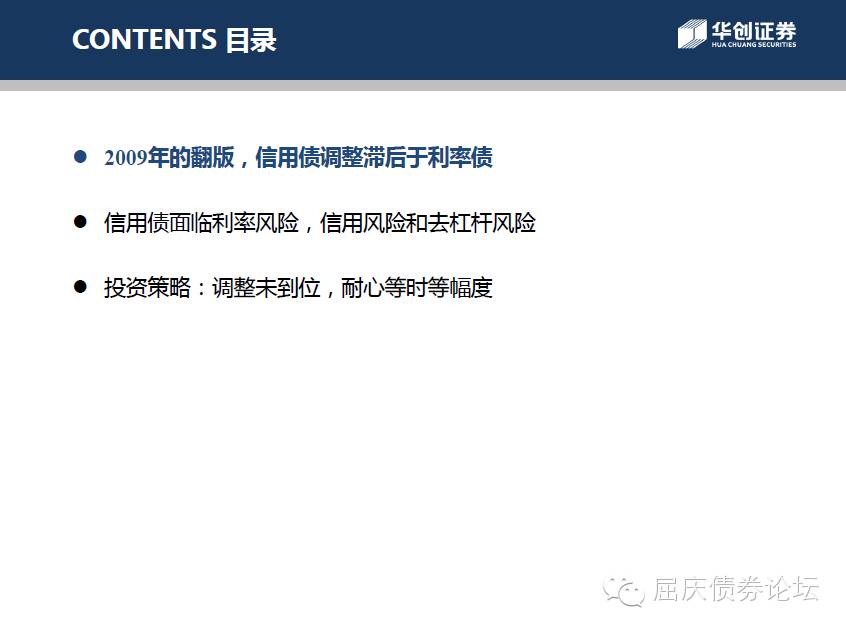 CONTENTS 目录
华创证券
HUA CHUANG SECURITIES
● 2009年的翻版，信用债调整滞后于利率债
● 信用债面临利率风险，信用风险和去杠杆风险
● 投资策略：调整未到位，耐心等时等幅度
屈庆债券论坛